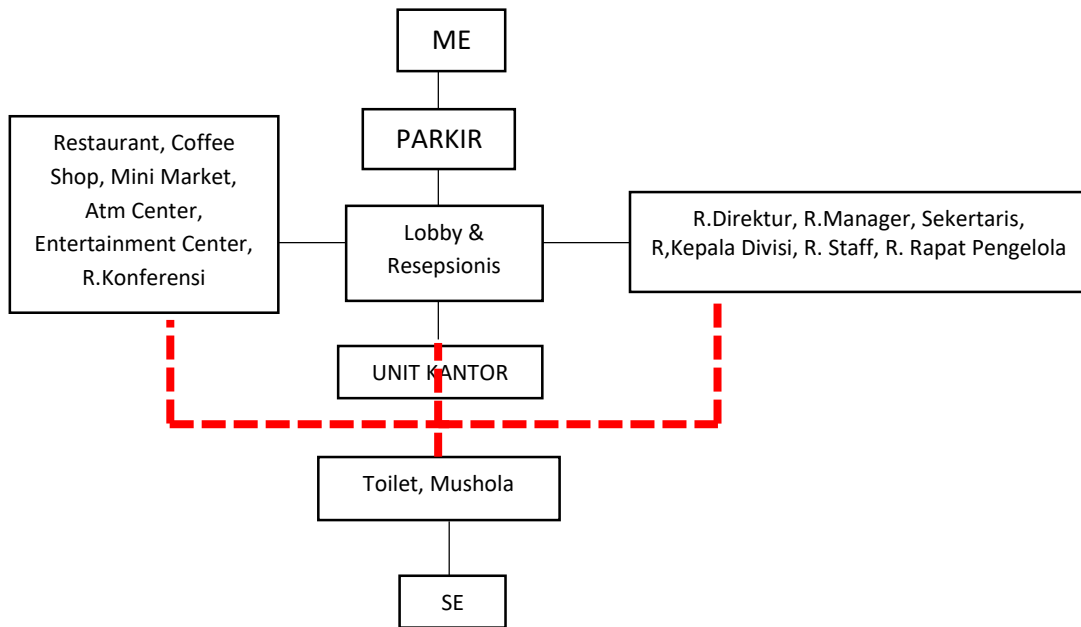 ME
PARKIR
Restaurant, Coffee
Shop, Mini Market,
Atm Center,
Entertainment Center,
R.Konferensi
Lobby &
Resepsionis
R.Direktur, R.Manager, Sekertaris,
R,Kepala Divisi, R. Staff, R. Rapat Pengelola
UNIT KANTOR
Toilet, Mushola
SE